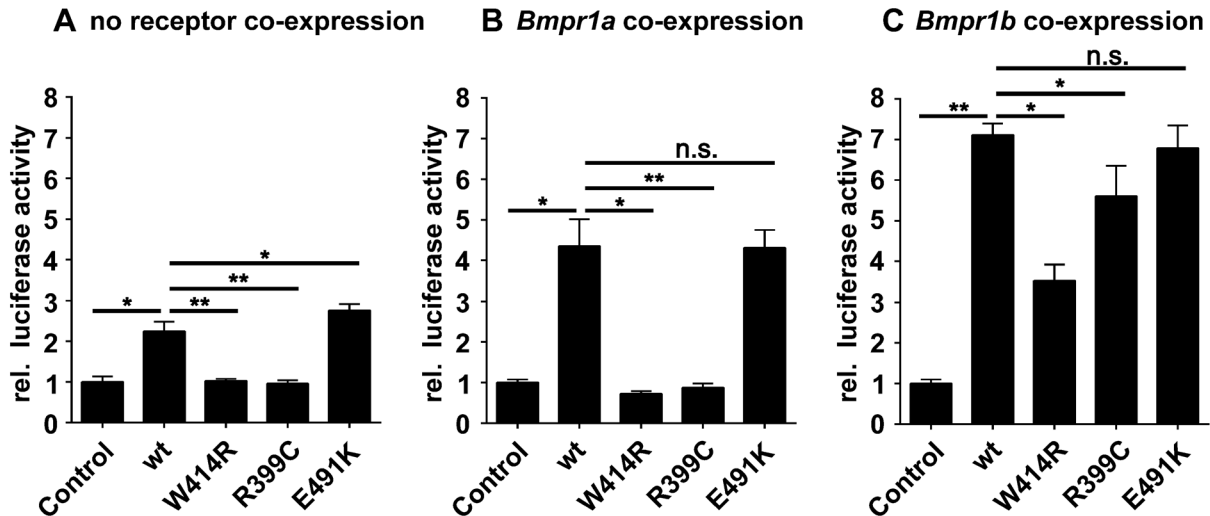 A no receptor co-expression
rel. luciferase activity
8
7
6
5
4
3
2
1
0
*
**
**
*
Control
wt
W414R
R399C
E491K
B Bmpr1a co-expression
rel. luciferase activity
8
7
6
5
4
3
2
1
0
n.s.
**
*
*
Control
wt
W414R
R399C
E491K
C Bmpr1b co-expression
rel. luciferase activity
8
7
6
5
4
3
2
1
0
n.s.
*
**
*
Control
wt
W414R
R399C
E491K